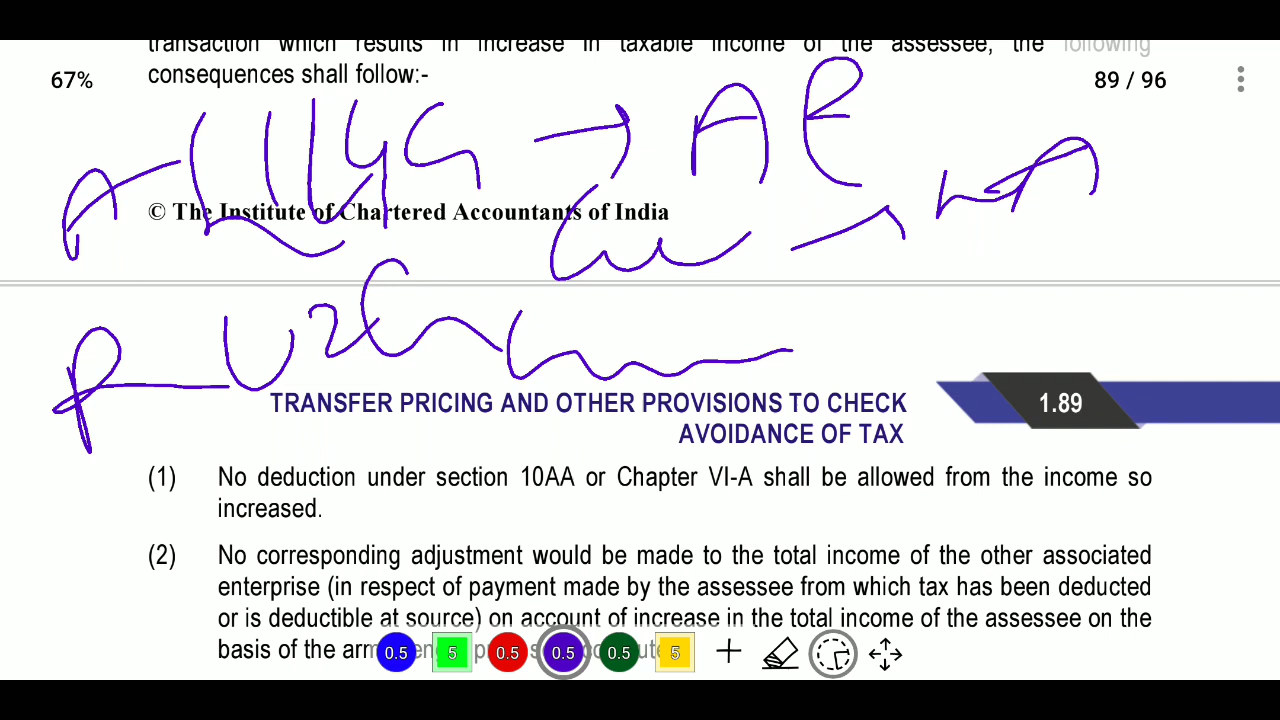 transaction which results in increase in taxable income of the assessee, the following
67%
consequences shall follow:-
89 / 96
AE
© The Institute of Chartered Accountants of India
TRANSFER PRICING AND OTHER PROVISIONS TO CHECK
AVOIDANCE OF TAX
1.89
(1) No deduction under section 10AA or Chapter VI-A shall be allowed from the income so
increased.
(2) No corresponding adjustment would be made to the total income of the other associated
enterprise (in respect of payment made by the assessee from which tax has been deducted
or is deductible at source) on account of increase in the total income of the assessee on the
basis of the
0.5 5 0.5 0.5 0.5 5